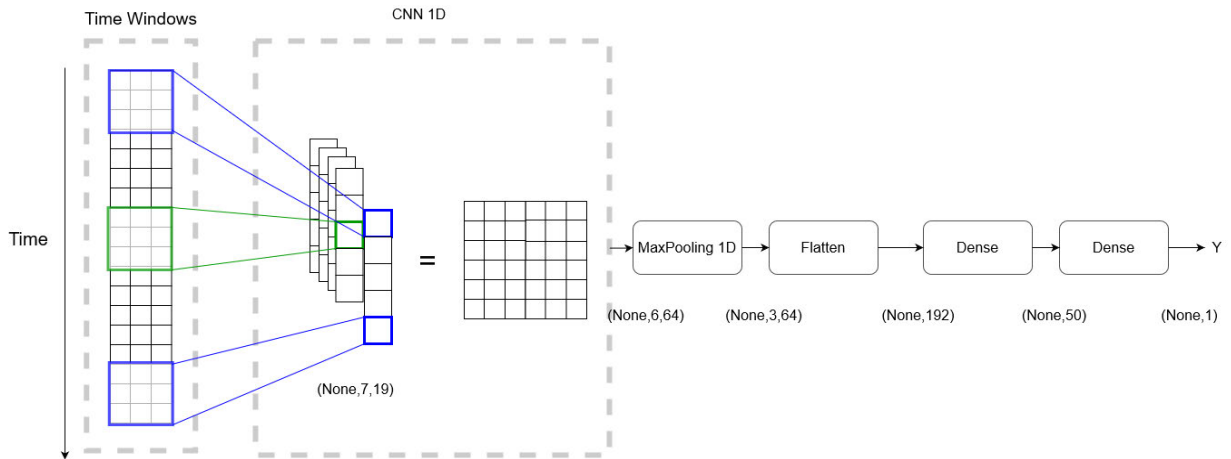 Time Windows
CNN 1D
Time
=
MaxPooling 1D
Flatten
Dense
Dense
Y
(None,6,64)
(None,3,64)
(None,192)
(None,50)
(None,1)
(None,7,19)